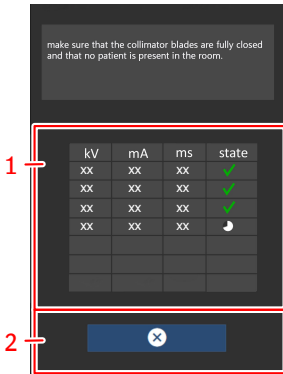 make sure that the collimator blades are fully closed
and that no patient is present in the room.
1
kV mA ms state
xx xx xx
xx xx xx
xx xx xx
xx xx xx
2